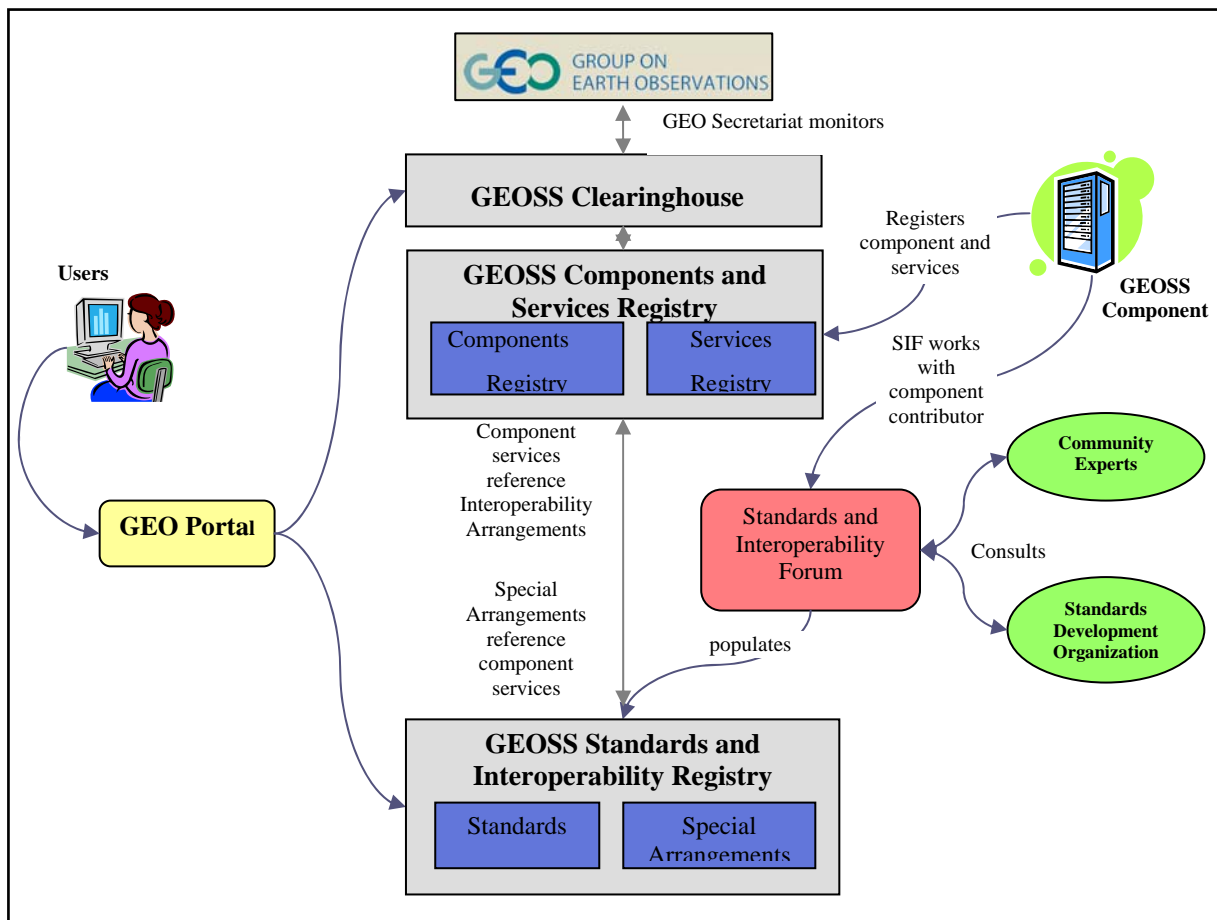 GEO GROUP ON
EARTH OBSERVATIONS
GEO Secretariat monitors
GEOSS Clearinghouse
Registers
component and
services
GEOSS
Component
Users
GEOSS Components and
Services Registry
Components
Registry
Services
Registry
SIF works
with
component
contributor
Component
services
reference
Interoperability
Arrangements
Community
Experts
GEO Portal
Standards and
Interoperability
Forum
Consults
Special
Arrangements
reference
component
services
Standards
Development
Organization
populates
GEOSS Standards and
Interoperability Registry
Standards
Special
Arrangements